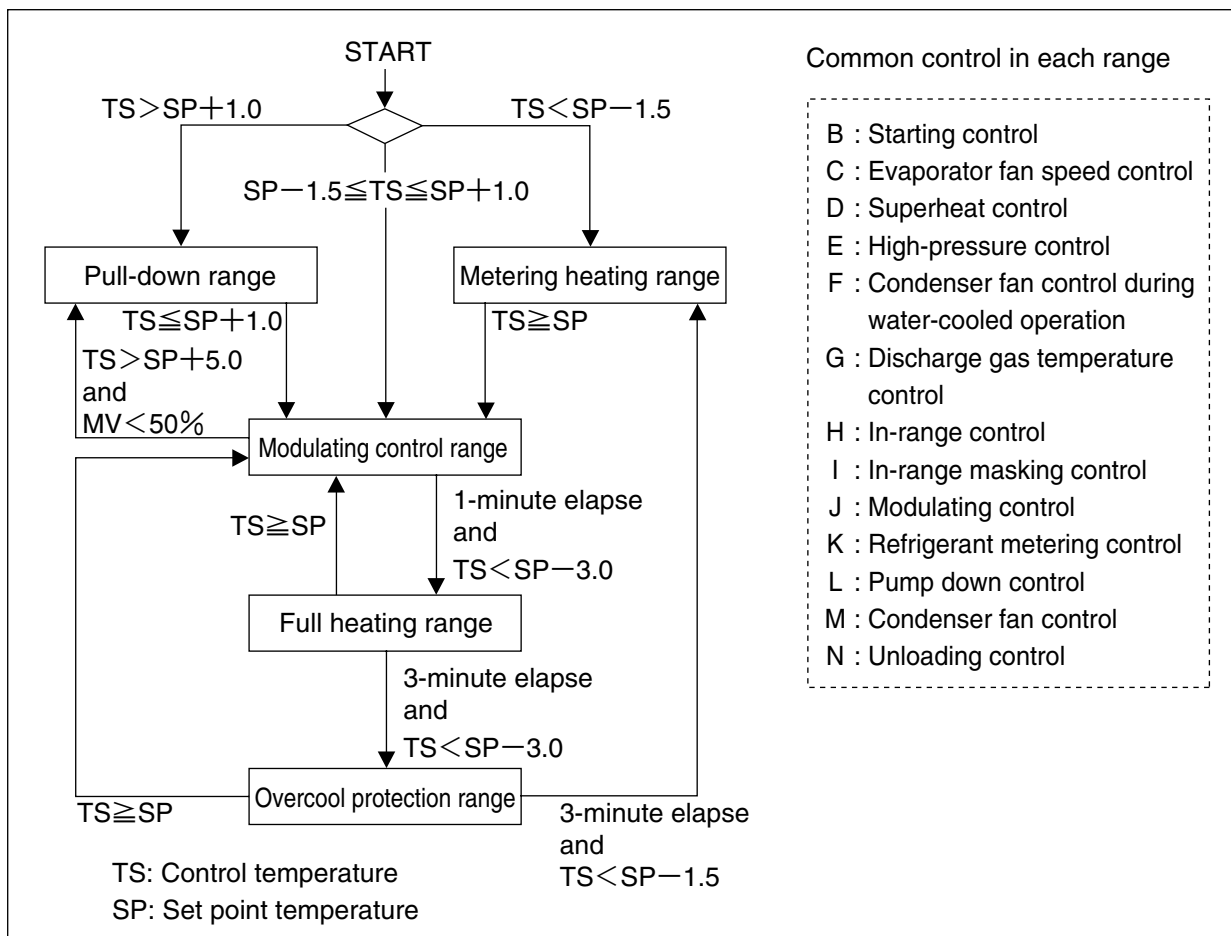 START
TS>SP+1.0
TS<SP−1.5
SP−1.5≦TS≦SP+1.0
Pull-down range
Metering heating range
TS≦SP+1.0
TS≧SP
TS>SP+5.0
and
MV<50%
Modulating control range
TS≧SP
1-minute elapse
and
TS<SP−3.0
Full heating range
3-minute elapse
and
TS<SP−3.0
Overcool protection range
TS≧SP
3-minute elapse
and
TS<SP−1.5
TS: Control temperature
SP: Set point temperature
Common control in each range
B : Starting control
C : Evaporator fan speed control
D : Superheat control
E : High-pressure control
F : Condenser fan control during
water-cooled operation
G : Discharge gas temperature
control
H : In-range control
I : In-range masking control
J : Modulating control
K : Refrigerant metering control
L : Pump down control
M : Condenser fan control
N : Unloading control